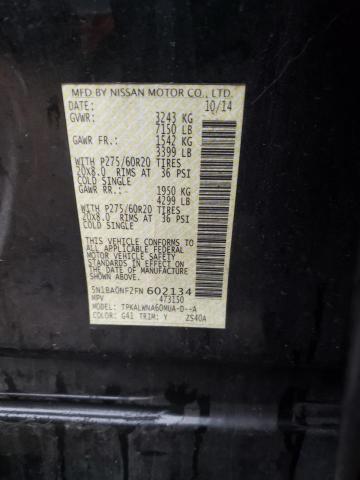 MFD BY NISSAN MOTOR CO., LTD.
DATE: 10/14
GVWR: 3243 KG
7150 LB
GAWR FR.: 1542 KG
3399 LB
WITH P275/60R20 TIRES
20X8.0 RIMS AT 36 PSI
COLD SINGLE
GAWR RR.: 1950 KG
4299 LB
WITH P275/60R20 TIRES
20X8.0 RIMS AT 36 PSI
COLD SINGLE
THIS VEHICLE CONFORMS TO ALL
APPLICABLE FEDERAL MOTOR
VEHICLE SAFETY STANDARDS IN
EFFECT ON THE DATE OF
MANUFACTURE SHOWN ABOVE.
5N1BA0NF2FN 602134
MPV 473150
MODEL: TPKALWNA60MUA-D--A
COLOR: G41 TRIM: Y ZS40A